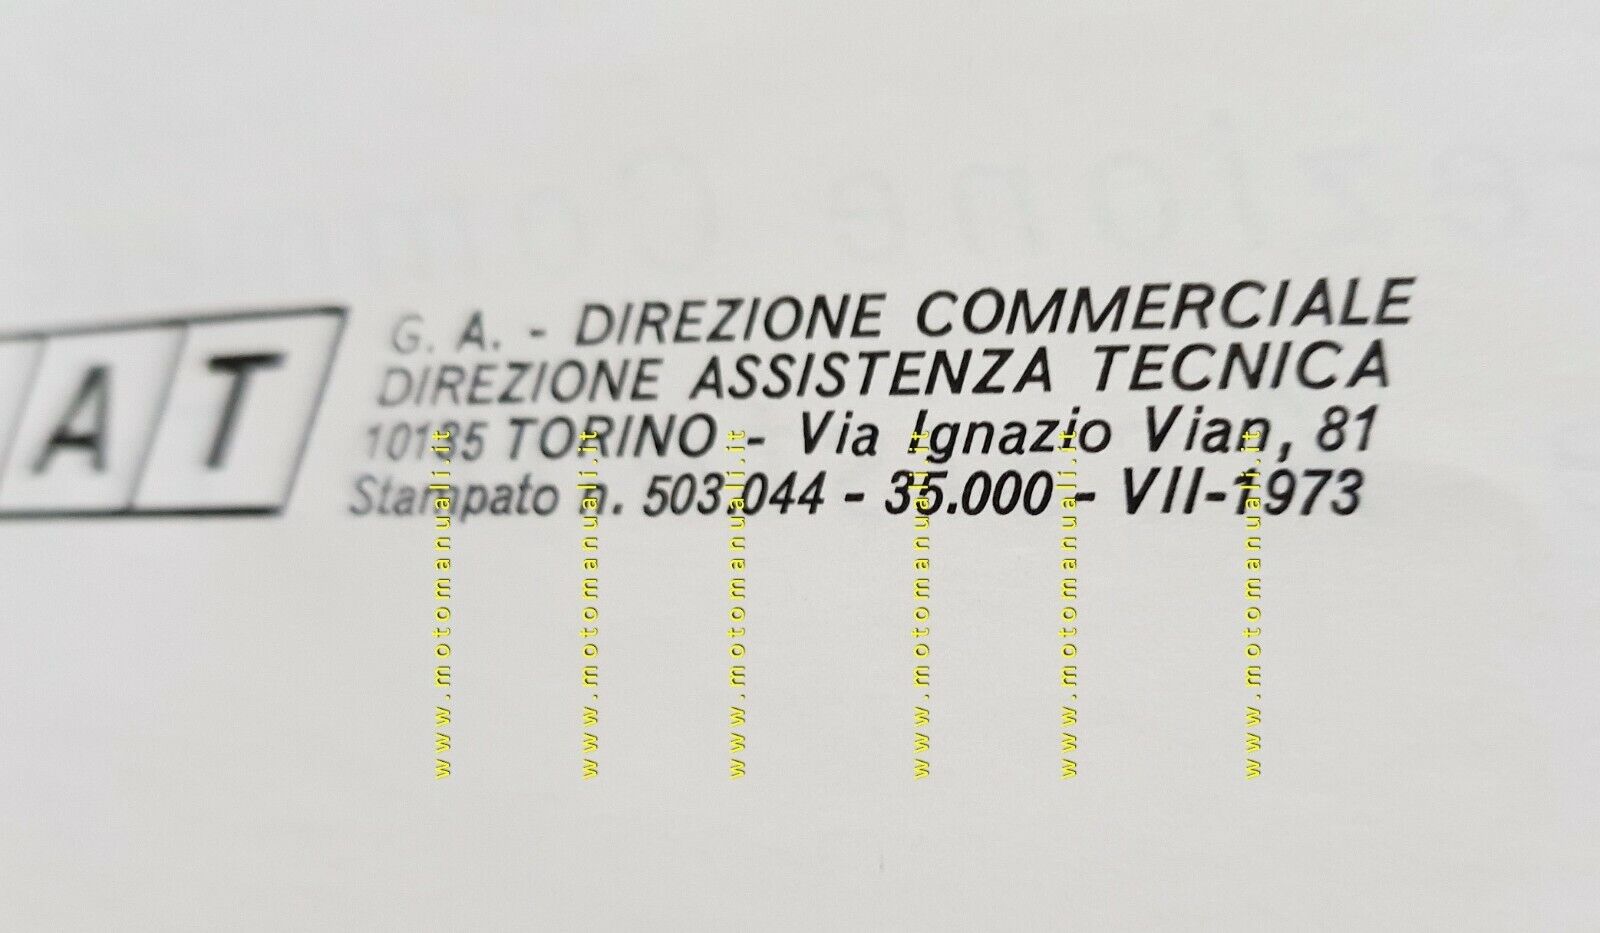 AT
G. A. - DIREZIONE COMMERCIALE
DIREZIONE ASSISTENZA TECNICA
10135 TORINO - Via Ignazio Vian, 81
Stampato n. 503.044 - 35.000 - VII-1973
www.motomanuali.it
www.motomanuali.it
www.motomanuali.it
www.motomanuali.it
www.motomanuali.it
www.motomanuali.it